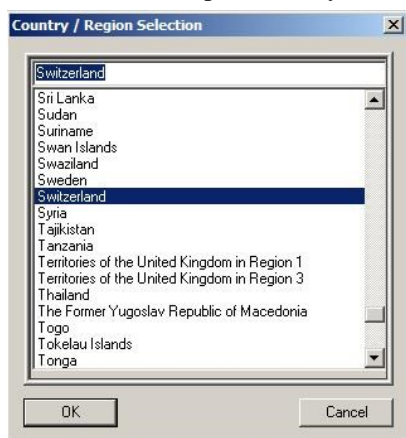 Country / Region Selection
Switzerland
Sri Lanka
Sudan
Suriname
Swan Islands
Swaziland
Sweden
Switzerland
Syria
Tajikistan
Tanzania
Territories of the United Kingdom in Region 1
Territories of the United Kingdom in Region 3
Thailand
The Former Yugoslav Republic of Macedonia
Togo
Tokelau Islands
Tonga
OK
Cancel